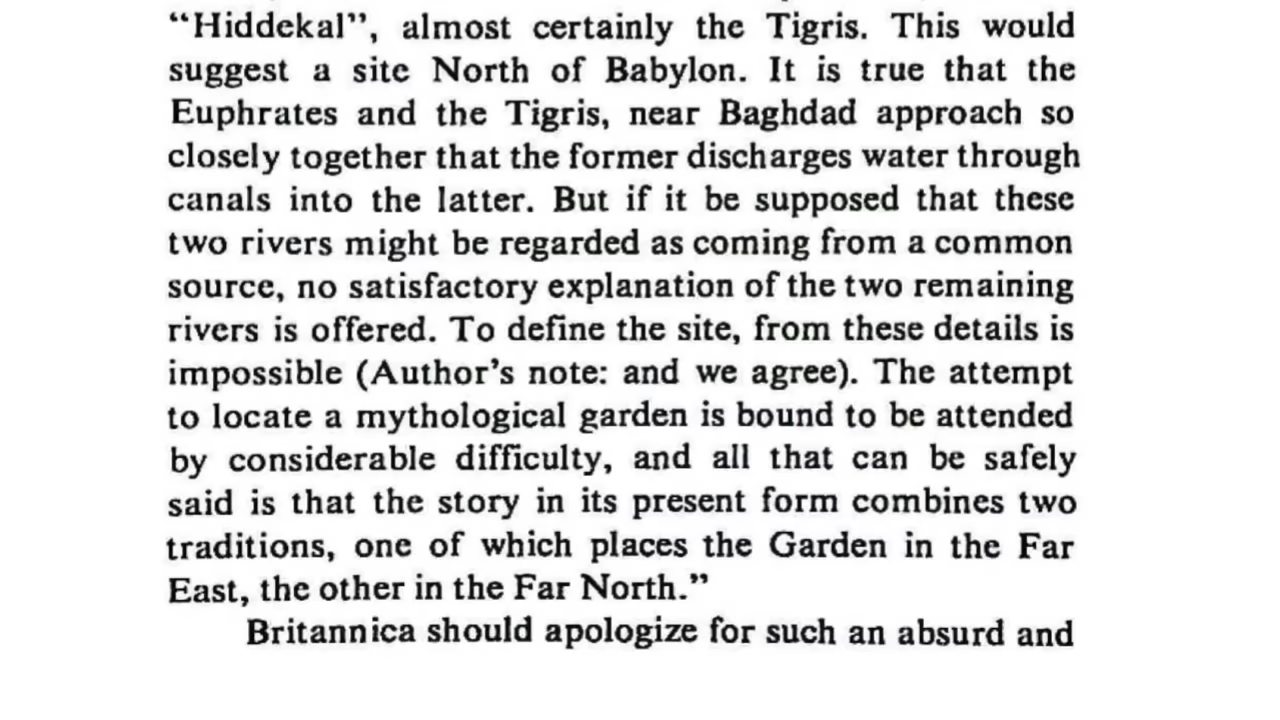 “Hiddekal”, almost certainly the Tigris. This would
suggest a site North of Babylon. It is true that the
Euphrates and the Tigris, near Baghdad approach so
closely together that the former discharges water through
canals into the latter. But if it be supposed that these
two rivers might be regarded as coming from a common
source, no satisfactory explanation of the two remaining
rivers is offered. To define the site, from these details is
impossible (Author’s note: and we agree). The attempt
to locate a mythological garden is bound to be attended
by considerable difficulty, and all that can be safely
said is that the story in its present form combines two
traditions, one of which places the Garden in the Far
East, the other in the Far North.”
Britannica should apologize for such an absurd and